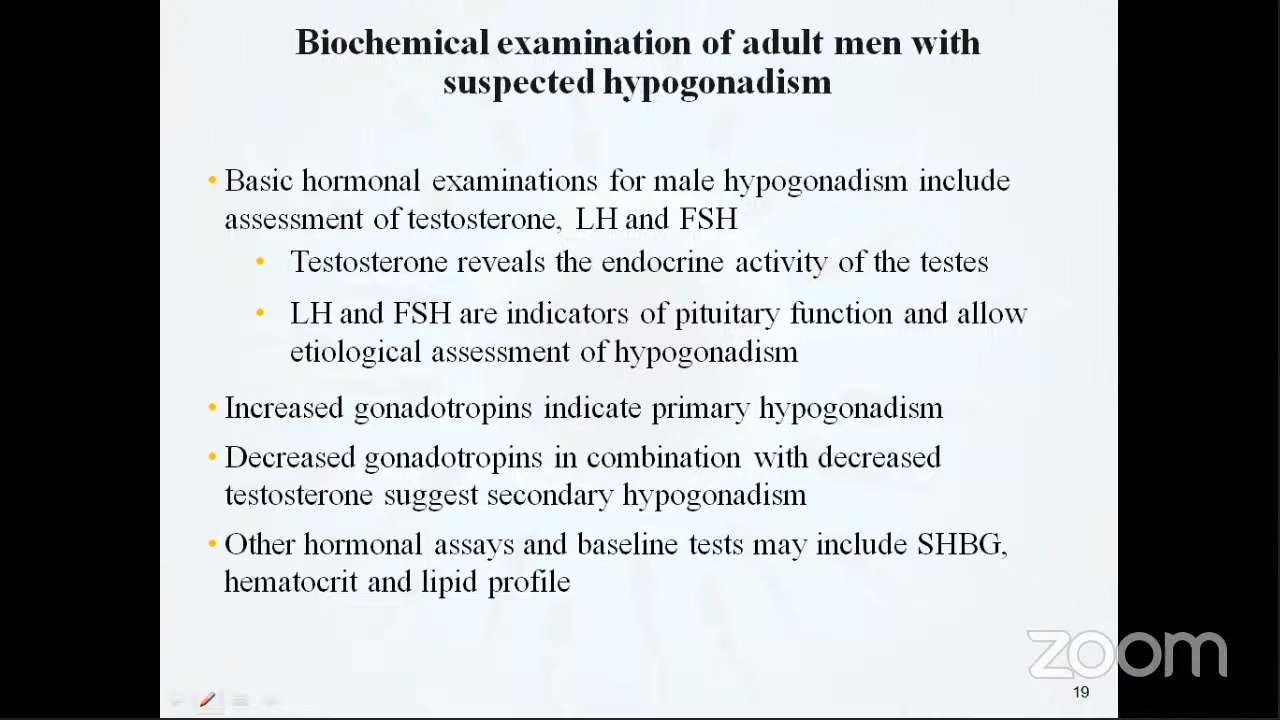 Biochemical examination of adult men with
suspected hypogonadism
• Basic hormonal examinations for male hypogonadism include
assessment of testosterone, LH and FSH
• Testosterone reveals the endocrine activity of the testes
• LH and FSH are indicators of pituitary function and allow
etiological assessment of hypogonadism
• Increased gonadotropins indicate primary hypogonadism
• Decreased gonadotropins in combination with decreased
testosterone suggest secondary hypogonadism
• Other hormonal assays and baseline tests may include SHBG,
hematocrit and lipid profile
zoom
19